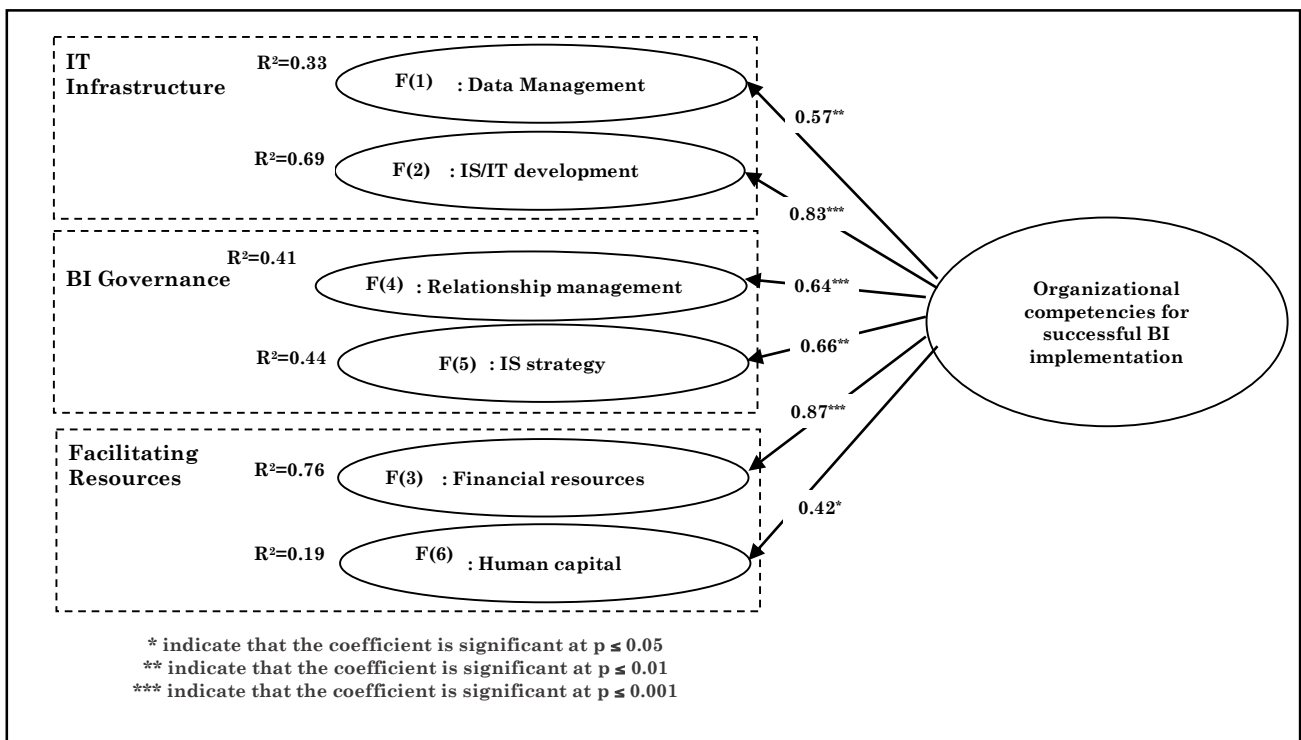 IT
Infrastructure
R²=0.33
F(1) : Data Management
0.57**
R²=0.69
F(2) : IS/IT development
0.83***
BI Governance
R²=0.41
F(4) : Relationship management
0.64***
R²=0.44
F(5) : IS strategy
0.66**
Facilitating
Resources
R²=0.76
F(3) : Financial resources
0.87***
R²=0.19
F(6) : Human capital
0.42*
Organizational
competencies for
successful BI
implementation
* indicate that the coefficient is significant at p ≤ 0.05
** indicate that the coefficient is significant at p ≤ 0.01
*** indicate that the coefficient is significant at p ≤ 0.001